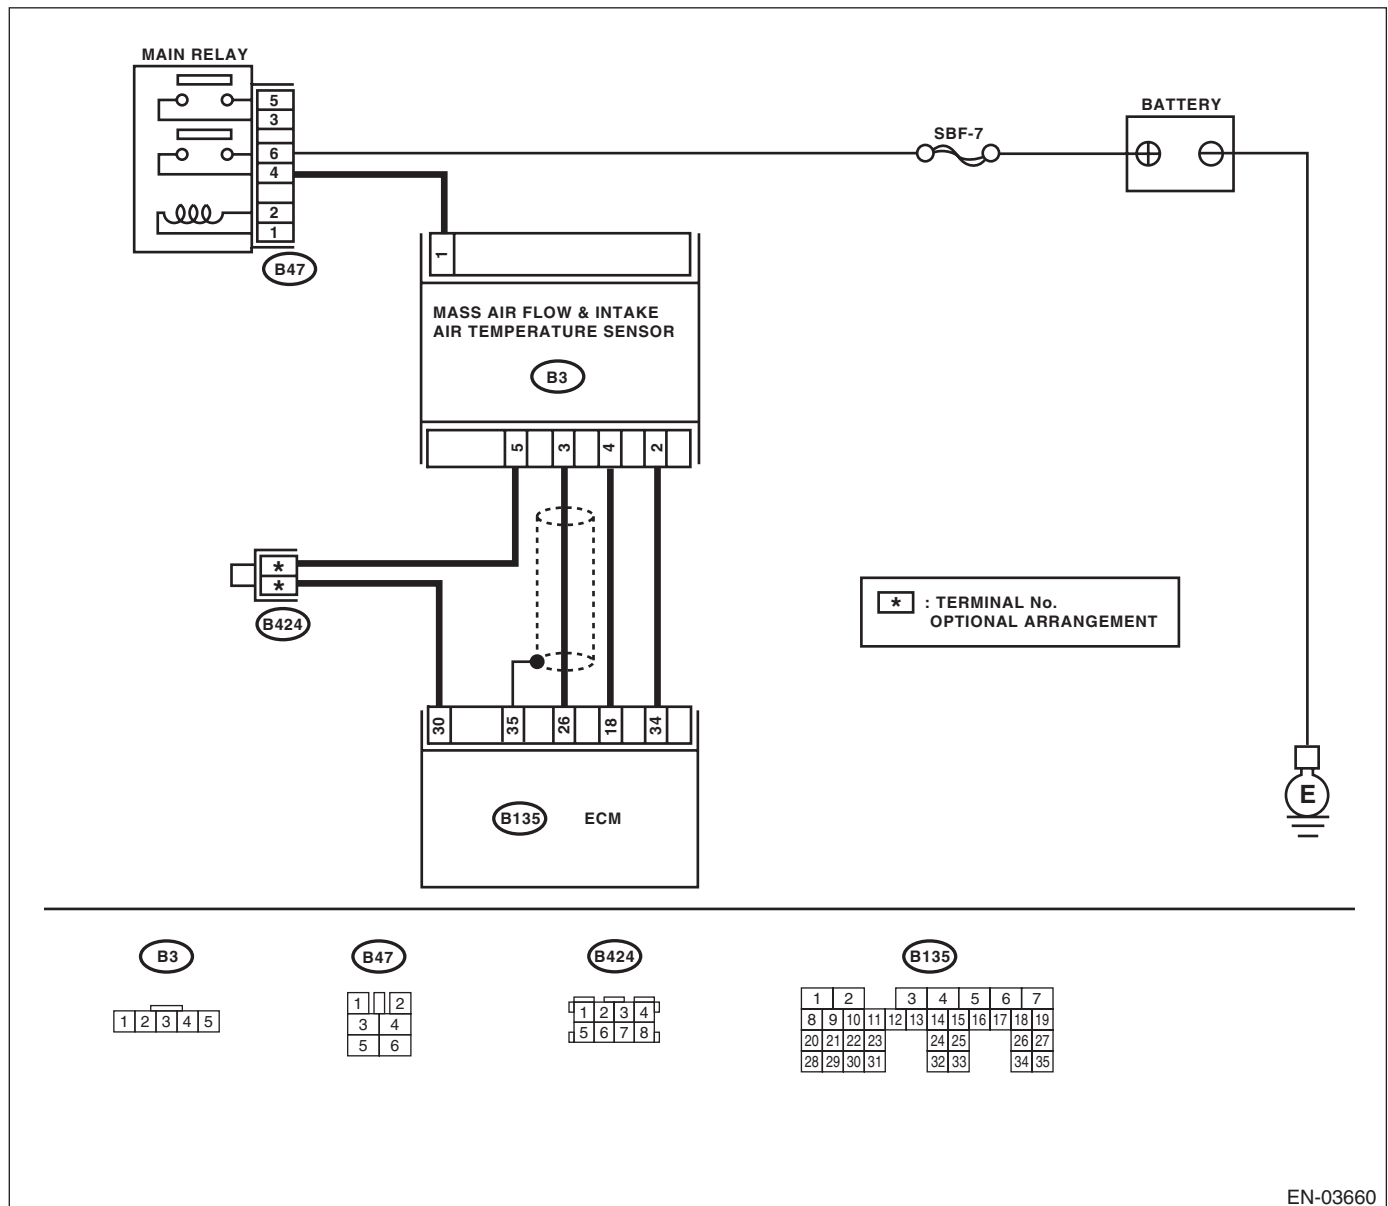 MAIN RELAY
5
3
6
4
2
1
B47
SBF-7
BATTERY
1
MASS AIR FLOW & INTAKE
AIR TEMPERATURE SENSOR
B3
5 3 4 2
*
*
B424
* : TERMINAL No.
OPTIONAL ARRANGEMENT
30 35 26 18 34
B135 ECM
E
B3
1 2 3 4 5
B47
1 2
3 4
5 6
B424
1 2 3 4
5 6 7 8
B135
1 2 3 4 5 6 7
8 9 10 11 12 13 14 15 16 17 18 19
20 21 22 23 24 25 26 27
28 29 30 31 32 33 34 35
EN-03660